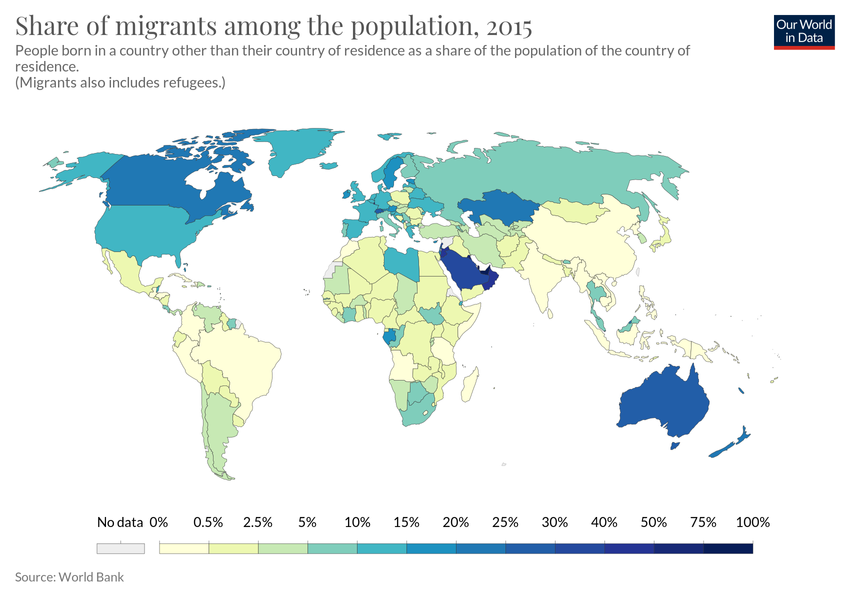 Share of migrants among the population, 2015
Our World
in Data
People born in a country other than their country of residence as a share of the population of the country of
residence.
(Migrants also includes refugees.)
No data 0% 0.5% 2.5% 5% 10% 15% 20% 25% 30% 40% 50% 75% 100%
Source: World Bank